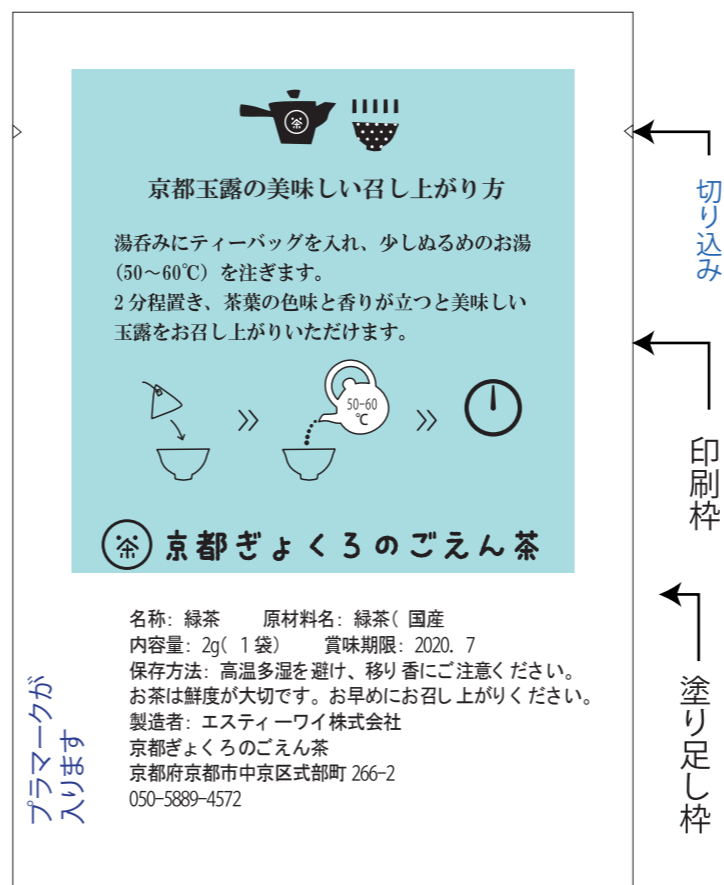 茶
京都玉露の美味しい召し上がり方
湯呑みにティーバッグを入れ、少しぬるめのお湯
(50〜60℃)を注ぎます。
2分程置き、茶葉の色味と香りが立つと美味しい
玉露をお召し上がりいただけます。
50-60
℃
茶 京都ぎょくろのごえん茶
名称: 緑茶 原材料名: 緑茶( 国産
内容量: 2g( 1袋) 賞味期限: 2020. 7
保存方法: 高温多湿を避け、移り香にご注意ください。
お茶は鮮度が大切です。お早めにお召し上がりください。
製造者: エスティーワイ株式会社
京都ぎょくろのごえん茶
京都府京都市中京区式部町 266-2
050-5889-4572
プラマークが
入ります
切り込み
印刷枠
塗り足し枠